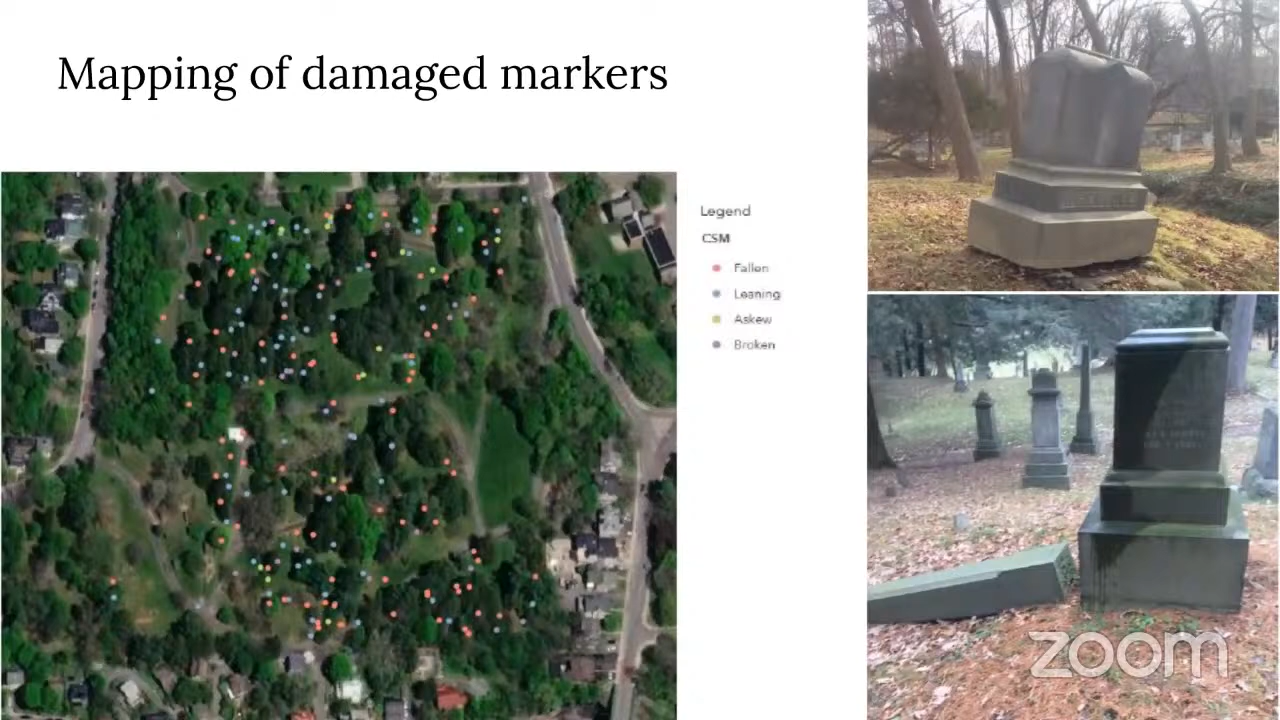 Mapping of damaged markers
Legend
CSM
Fallen
Leaning
Askew
Broken
zoom